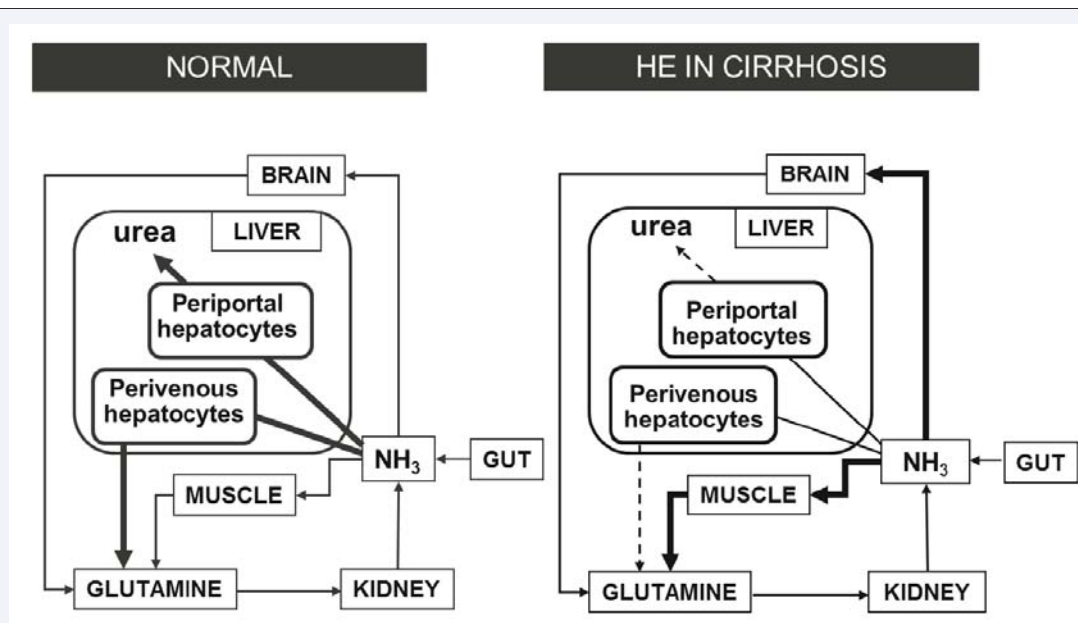 NORMAL
BRAIN
urea
LIVER
Periportal
hepatocytes
Perivenous
hepatocytes
NH₃
GUT
MUSCLE
GLUTAMINE
KIDNEY
HE IN CIRRHOSIS
BRAIN
urea
LIVER
Periportal
hepatocytes
Perivenous
hepatocytes
NH₃
GUT
MUSCLE
GLUTAMINE
KIDNEY